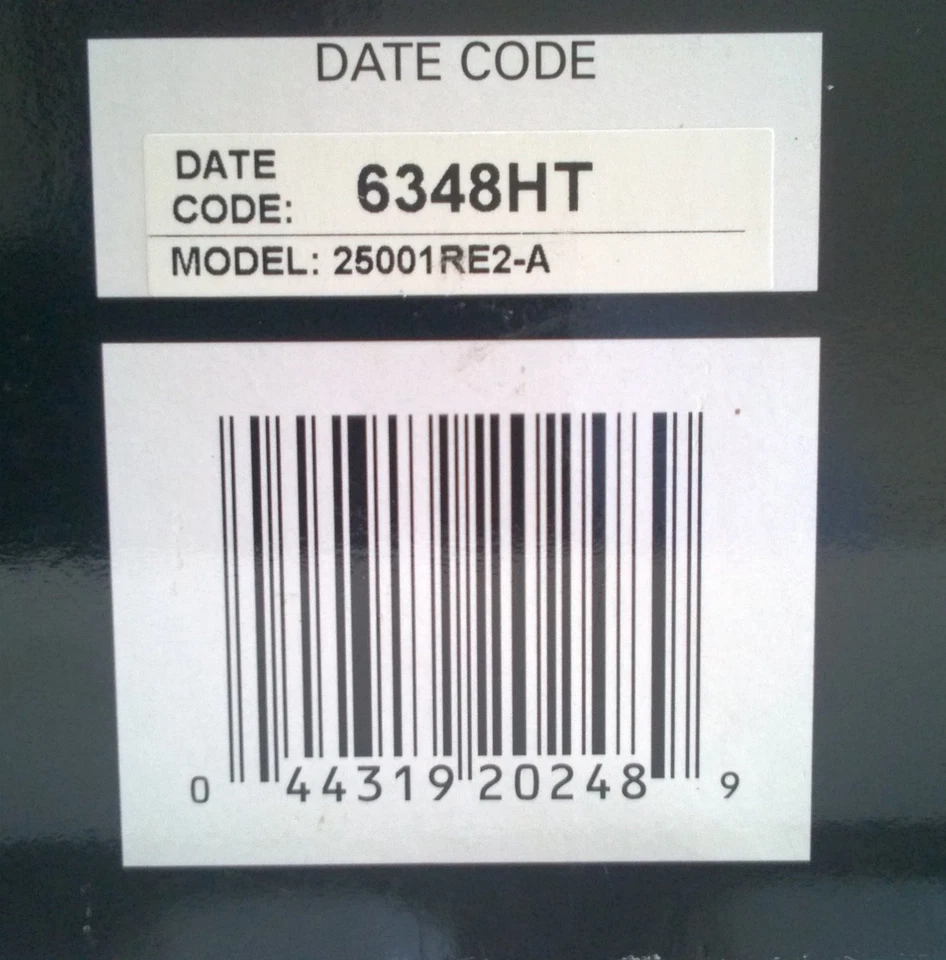 DATE CODE
DATE CODE: 6348HT
MODEL: 25001RE2-A
0 44319 20248 9